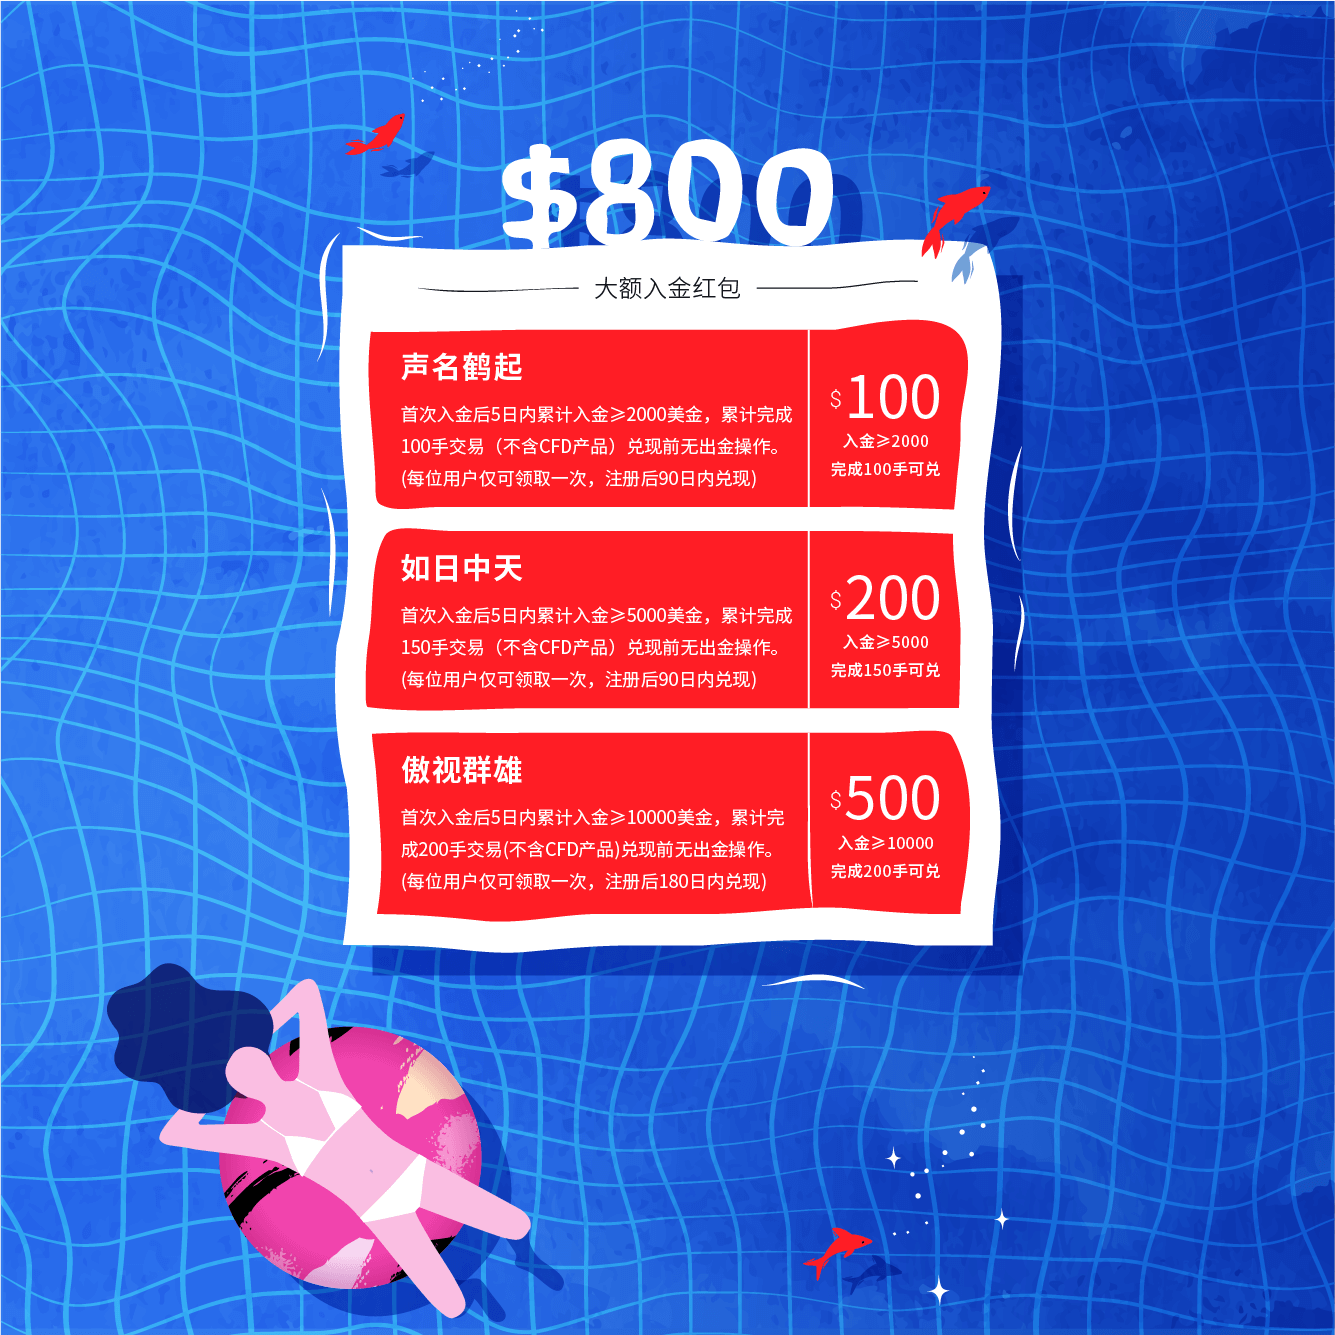 $800
大额入金红包
声名鹤起
首次入金后5日内累计入金≥2000美金，累计完成
100手交易（不含CFD产品）兑现前无出金操作。
(每位用户仅可领取一次，注册后90日内兑现)
$100
入金≥2000
完成100手可兑
如日中天
首次入金后5日内累计入金≥5000美金，累计完成
150手交易（不含CFD产品）兑现前无出金操作。
(每位用户仅可领取一次，注册后90日内兑现)
$200
入金≥5000
完成150手可兑
傲视群雄
首次入金后5日内累计入金≥10000美金，累计完
成200手交易(不含CFD产品)兑现前无出金操作。
(每位用户仅可领取一次，注册后180日内兑现)
$500
入金≥10000
完成200手可兑